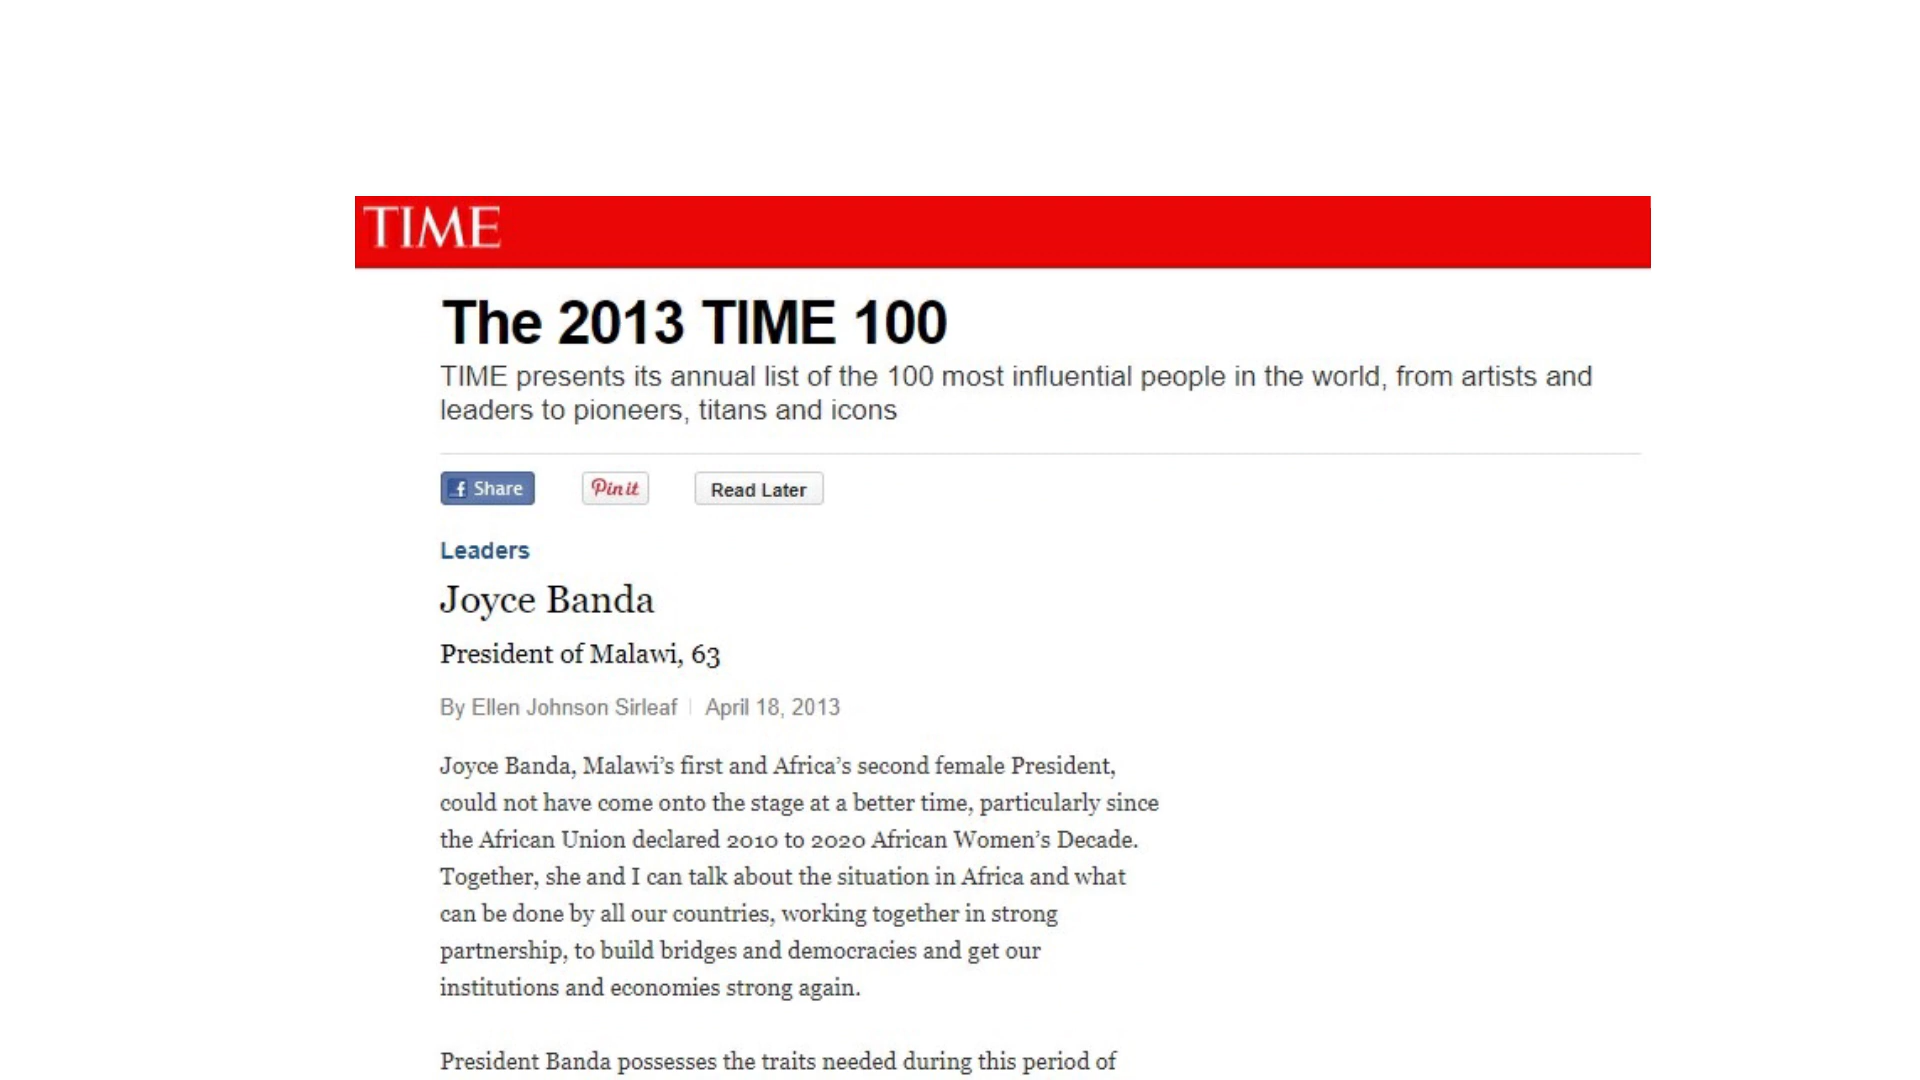 TIME
The 2013 TIME 100
TIME presents its annual list of the 100 most influential people in the world, from artists and
leaders to pioneers, titans and icons
f Share Pin it Read Later
Leaders
Joyce Banda
President of Malawi, 63
By Ellen Johnson Sirleaf | April 18, 2013
Joyce Banda, Malawi’s first and Africa’s second female President,
could not have come onto the stage at a better time, particularly since
the African Union declared 2010 to 2020 African Women’s Decade.
Together, she and I can talk about the situation in Africa and what
can be done by all our countries, working together in strong
partnership, to build bridges and democracies and get our
institutions and economies strong again.
President Banda possesses the traits needed during this period of